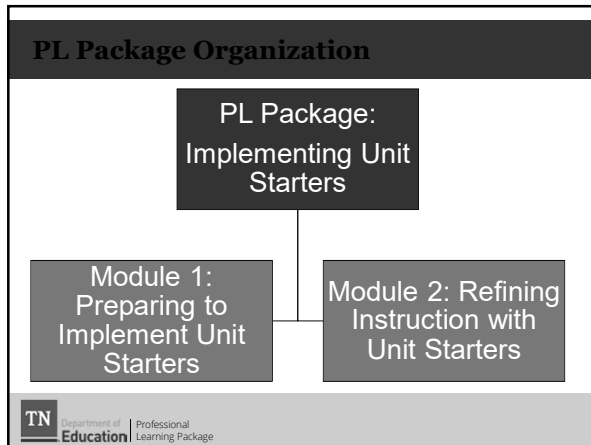 PL Package Organization
PL Package:
Implementing Unit
Starters
Module 1:
Preparing to
Implement Unit
Starters
Module 2: Refining
Instruction with
Unit Starters
TN
Department of
Education
Professional
Learning Package